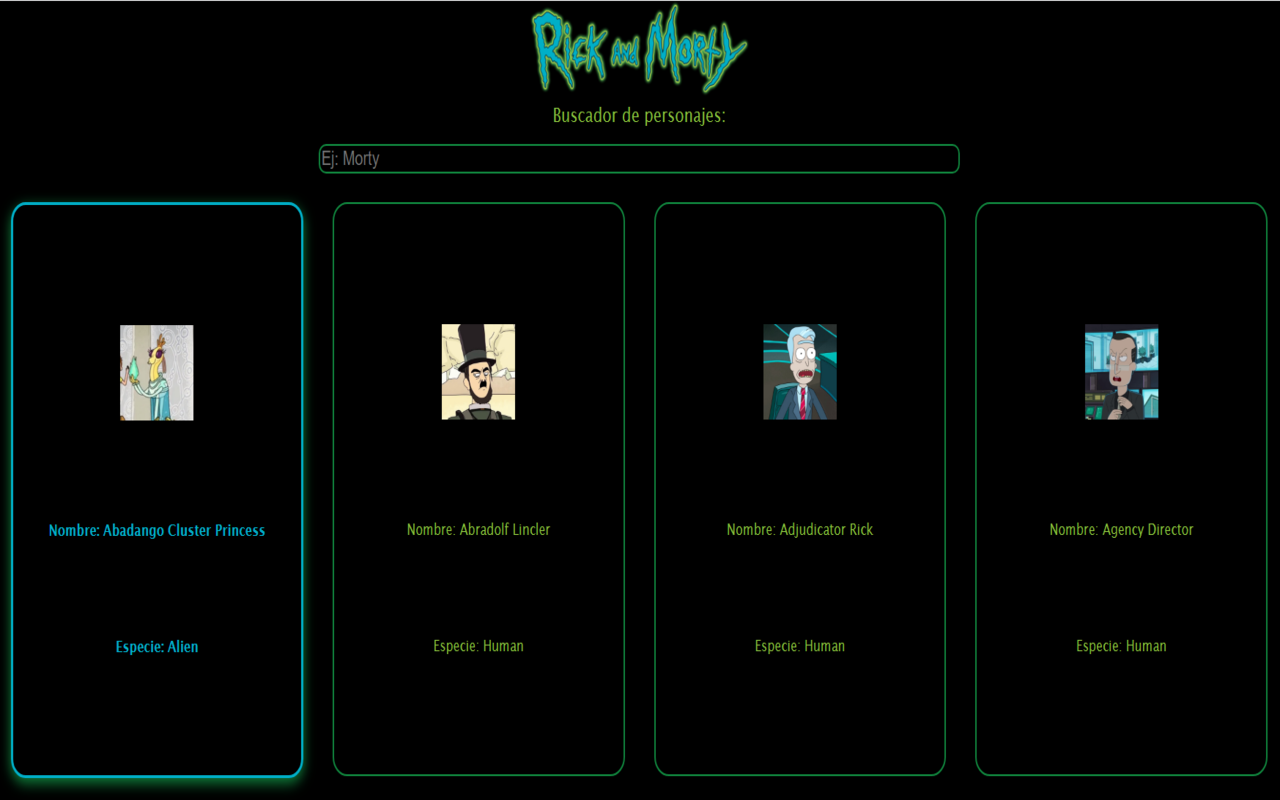 Rick and Morty
Buscador de personajes:
Ej: Morty
Nombre: Abadango Cluster Princess
Especie: Alien
Nombre: Abradolf Lincler
Especie: Human
Nombre: Adjudicator Rick
Especie: Human
Nombre: Agency Director
Especie: Human